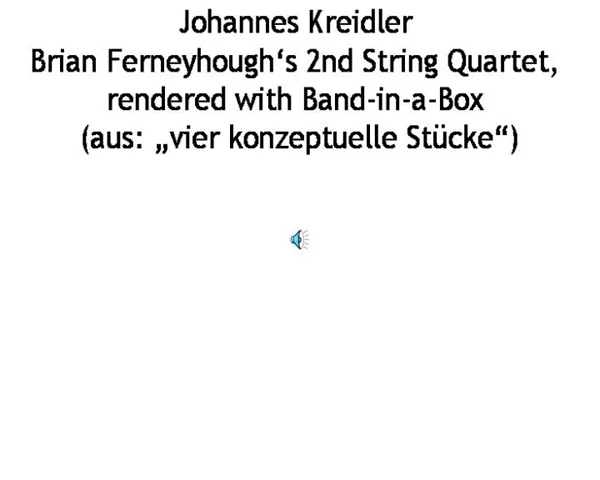 Johannes Kreidler
Brian Ferneyhough‘s 2nd String Quartet,
rendered with Band-in-a-Box
(aus: „vier konzeptuelle Stücke“)